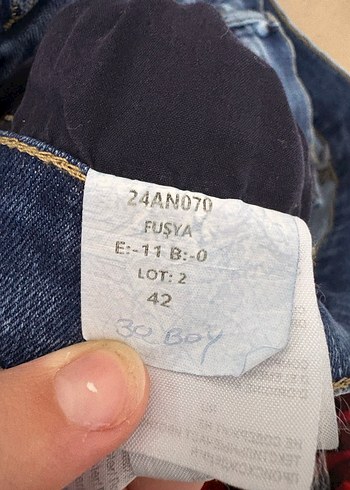 24AN070
FUŞYA
E:-11 B:-0
LOT: 2
42
30 BOY